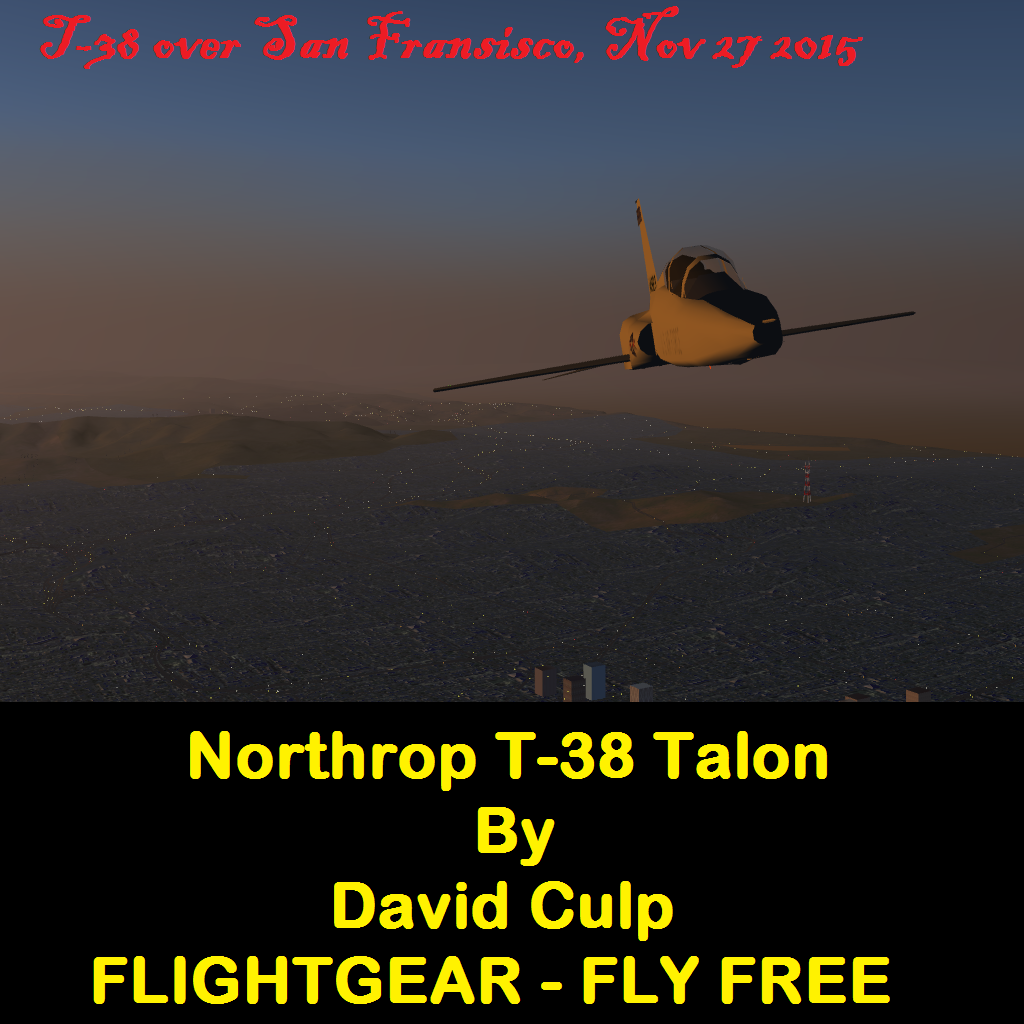 T-38 over San Fransisco, Nov 27 2015
Northrop T-38 Talon
By
David Culp
FLIGHTGEAR - FLY FREE